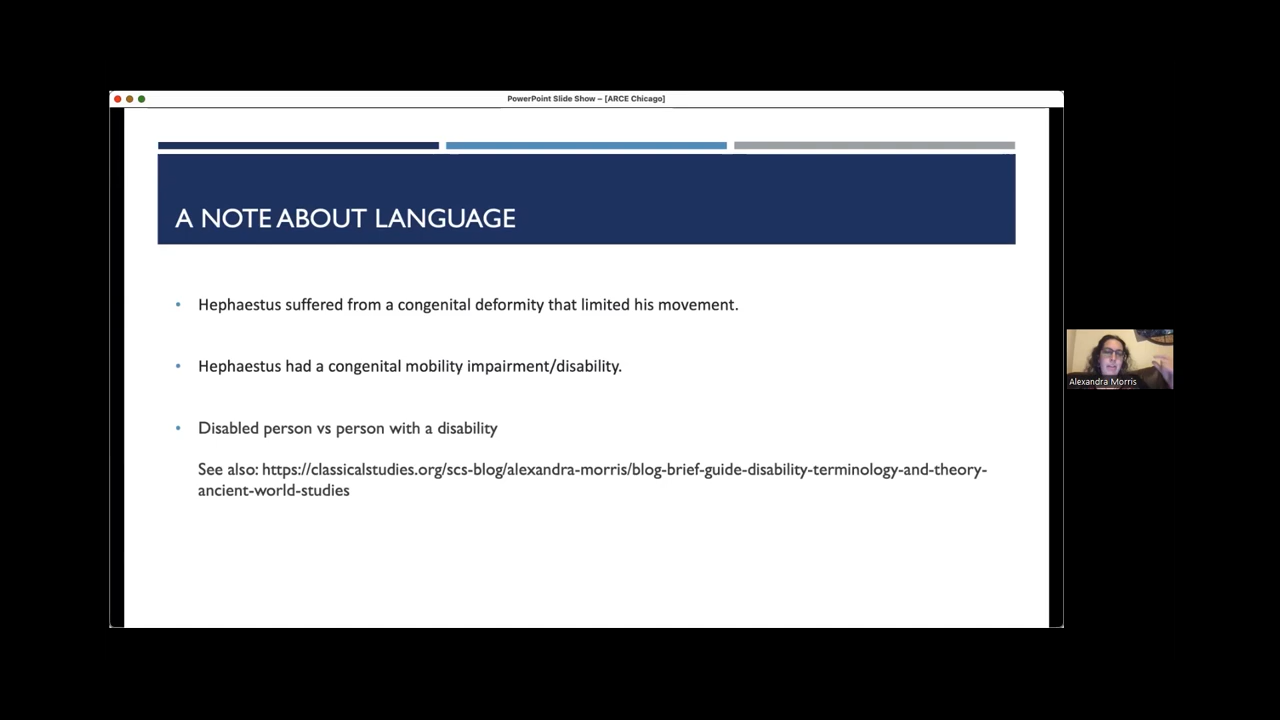 PowerPoint Slide Show – [ARCE Chicago]
A NOTE ABOUT LANGUAGE
• Hephaestus suffered from a congenital deformity that limited his movement.
• Hephaestus had a congenital mobility impairment/disability.
• Disabled person vs person with a disability
See also: https://classicalstudies.org/scs-blog/alexandra-morris/blog-brief-guide-disability-terminology-and-theory-
ancient-world-studies
Alexandra Morris